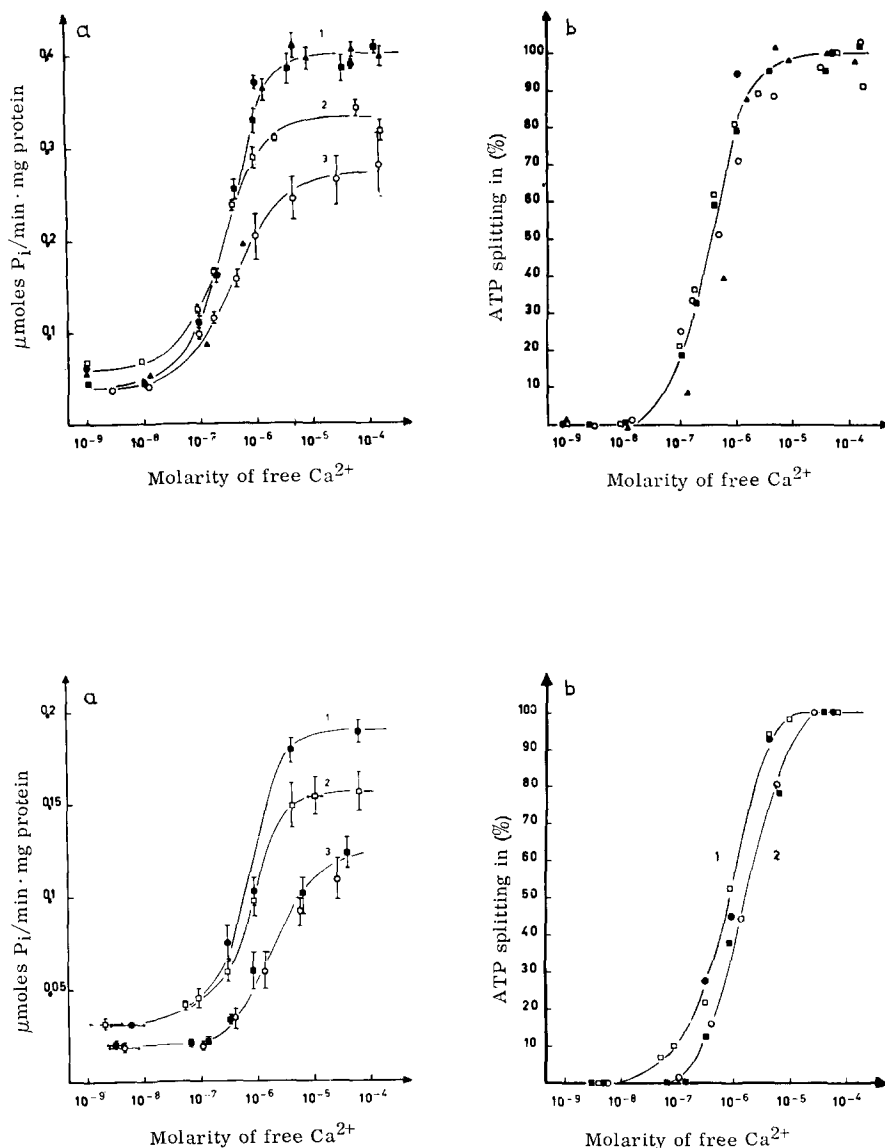 a
μmoles Pi/min · mg protein
0,4
0,3
0,2
0,1
1
2
3
10⁻⁹ 10⁻⁸ 10⁻⁷ 10⁻⁶ 10⁻⁵ 10⁻⁴
Molarity of free Ca²⁺
b
ATP splitting in (%)
100
90
80
70
60
50
40
30
20
10
10⁻⁹ 10⁻⁸ 10⁻⁷ 10⁻⁶ 10⁻⁵ 10⁻⁴
Molarity of free Ca²⁺
a
μmoles Pi/min · mg protein
0,2
0,15
0,1
0,05
1
2
3
10⁻⁹ 10⁻⁸ 10⁻⁷ 10⁻⁶ 10⁻⁵ 10⁻⁴
Molarity of free Ca²⁺
b
ATP splitting in (%)
100
90
80
70
60
50
40
30
20
10
1
2
10⁻⁹ 10⁻⁸ 10⁻⁷ 10⁻⁶ 10⁻⁵ 10⁻⁴
Molarity of free Ca²⁺